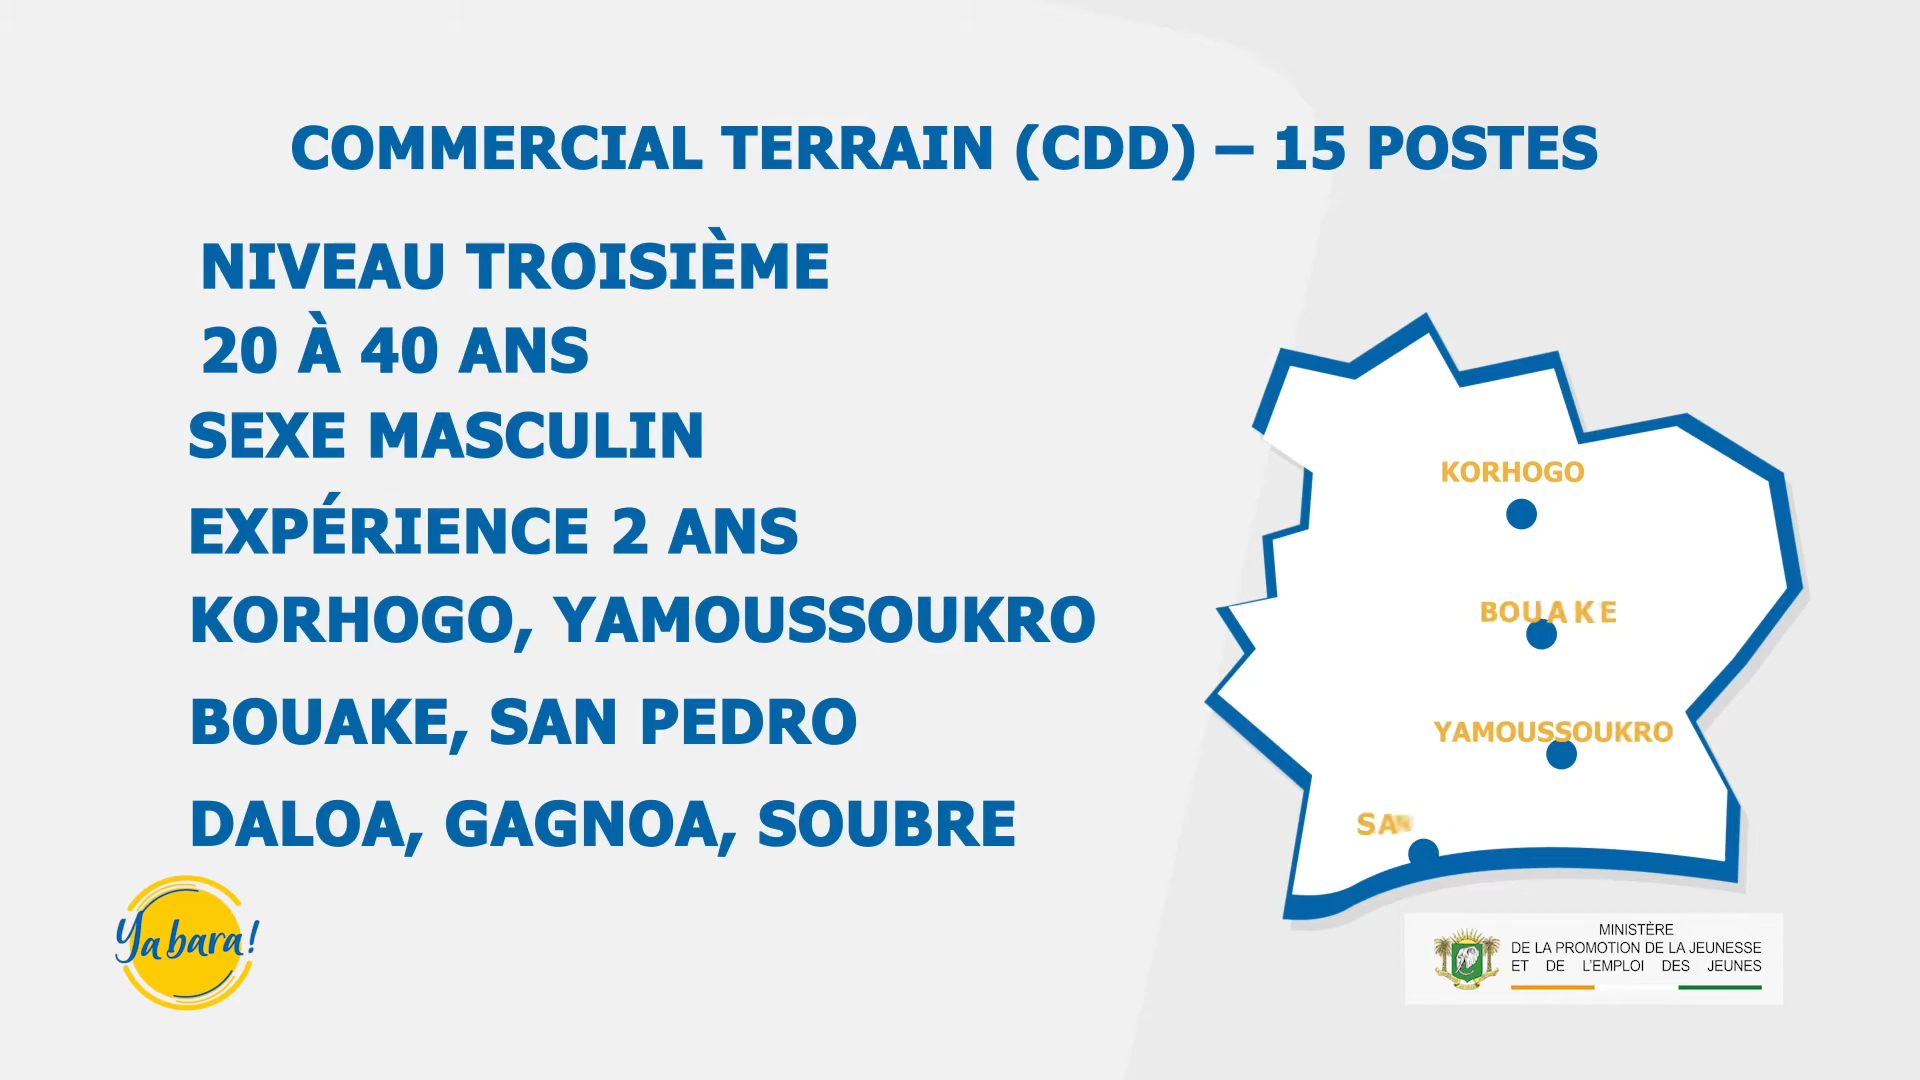 COMMERCIAL TERRAIN (CDD) – 15 POSTES
NIVEAU TROISIÈME
20 À 40 ANS
SEXE MASCULIN
EXPÉRIENCE 2 ANS
KORHOGO, YAMOUSSOUKRO
BOUAKE, SAN PEDRO
DALOA, GAGNOA, SOUBRE
KORHOGO
BOUAKE
YAMOUSSOUKRO
SAN
Ya bara!
MINISTÈRE
DE LA PROMOTION DE LA JEUNESSE
ET DE L'EMPLOI DES JEUNES